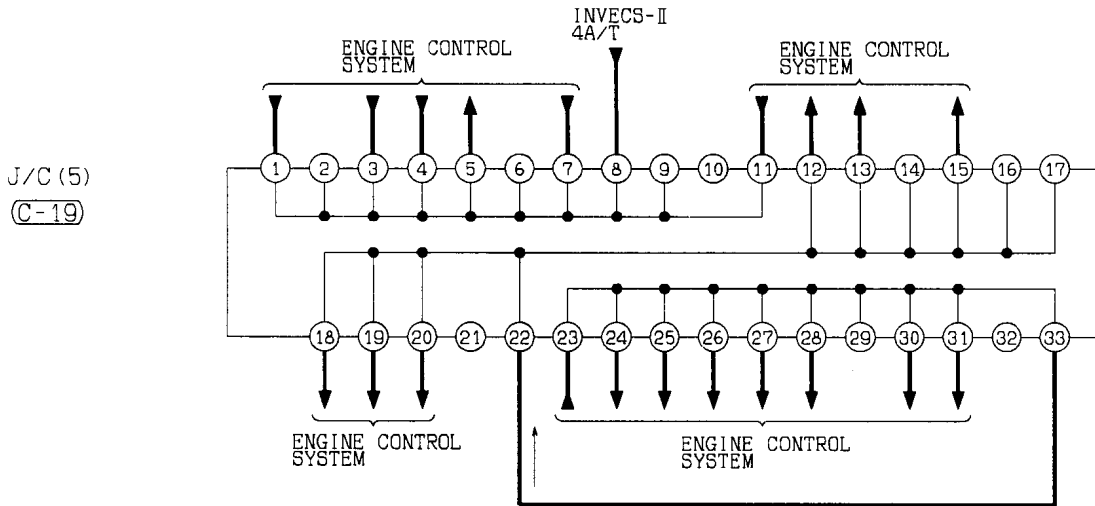 INVECS-Ⅱ
4A/T
ENGINE CONTROL
SYSTEM
ENGINE CONTROL
SYSTEM
J/C (5)
C-19
1 2 3 4 5 6 7 8 9 10 11 12 13 14 15 16 17
18 19 20 21 22 23 24 25 26 27 28 29 30 31 32 33
ENGINE CONTROL
SYSTEM
ENGINE CONTROL
SYSTEM